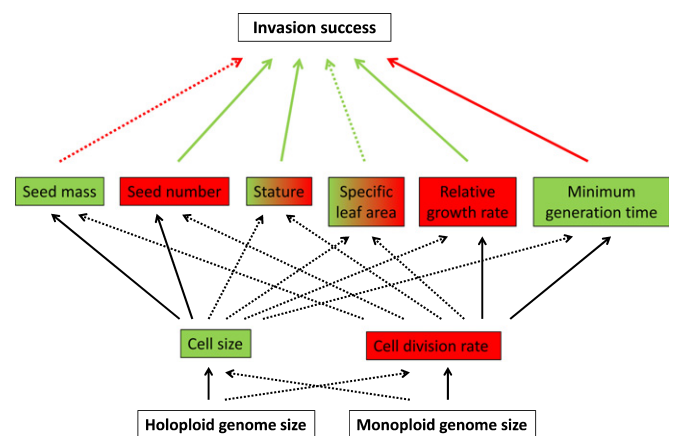 Invasion success
Seed mass
Seed number
Stature
Specific
leaf area
Relative
growth rate
Minimum
generation time
Cell size
Cell division rate
Holoploid genome size
Monoploid genome size